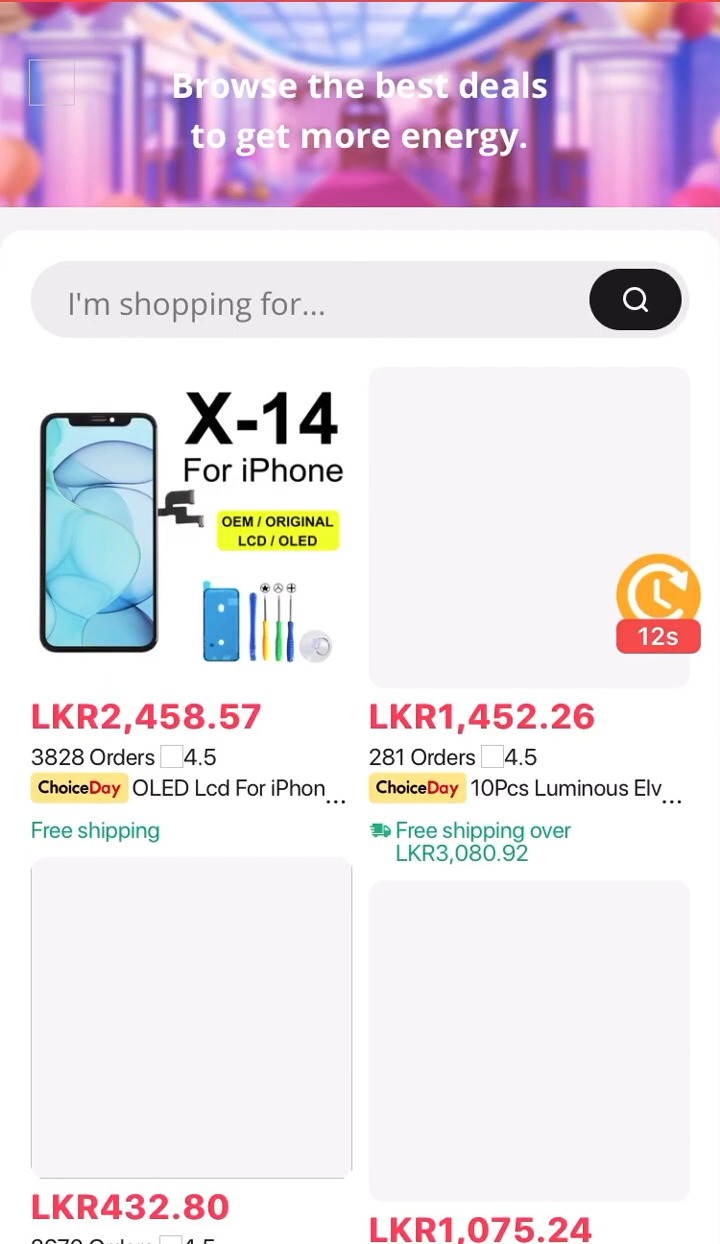 Browse the best deals
to get more energy.
I'm shopping for...
X-14
For iPhone
OEM / ORIGINAL
LCD / OLED
12s
LKR2,458.57
3828 Orders 4.5
ChoiceDay OLED Lcd For iPhon...
Free shipping
LKR1,452.26
281 Orders 4.5
ChoiceDay 10Pcs Luminous Elv...
Free shipping over
LKR3,080.92
LKR432.80
LKR1,075.24